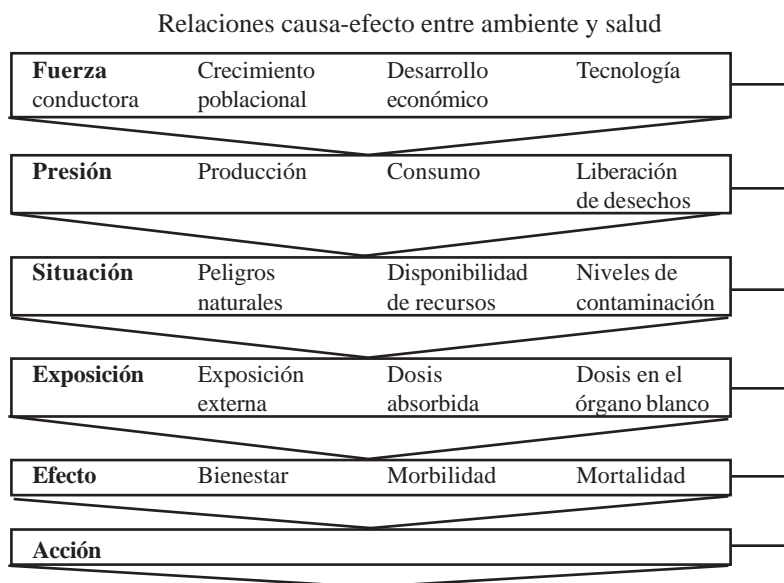 Relaciones causa-efecto entre ambiente y salud
Fuerza Crecimiento Desarrollo Tecnología
conductora poblacional económico
Presión Producción Consumo Liberación
de desechos
Situación Peligros Disponibilidad Niveles de
naturales de recursos contaminación
Exposición Exposición Dosis Dosis en el
externa absorbida órgano blanco
Efecto Bienestar Morbilidad Mortalidad
Acción